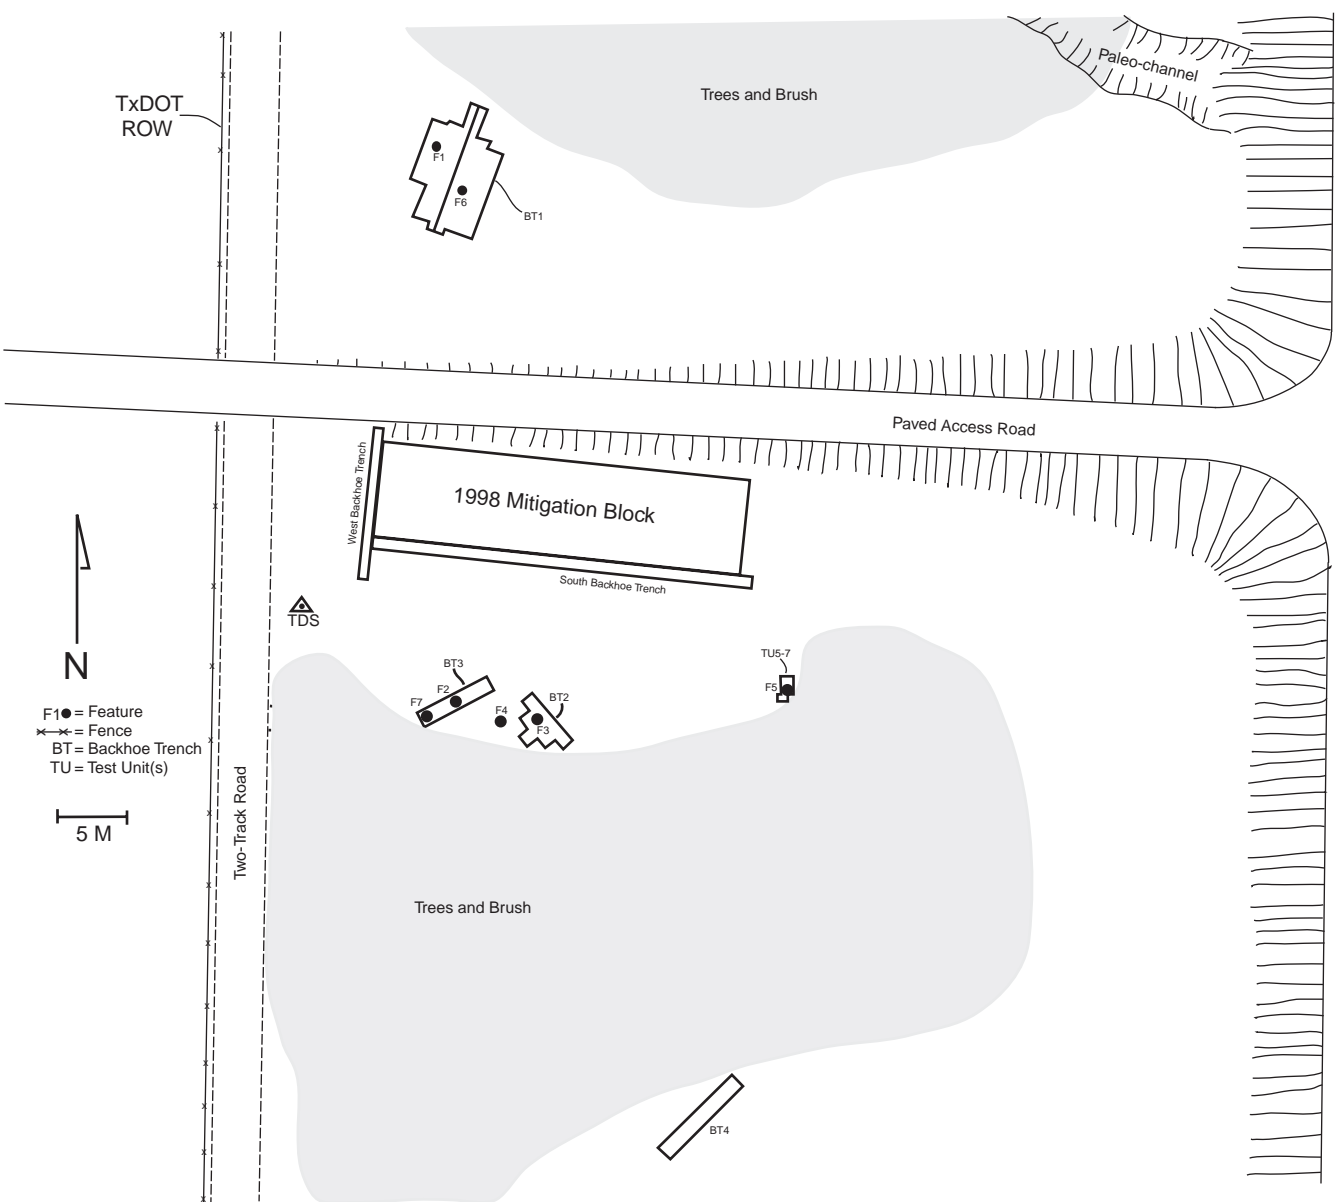 Paleo-channel
Trees and Brush
TxDOT
ROW
F1
F6
BT1
Paved Access Road
West Backhoe Trench
1998 Mitigation Block
South Backhoe Trench
TDS
N
TU5-7
BT3
F5
F2
F7
BT2
F4
F3
F1 = Feature
= Fence
BT = Backhoe Trench
TU = Test Unit(s)
5 M
Two-Track Road
Trees and Brush
BT4